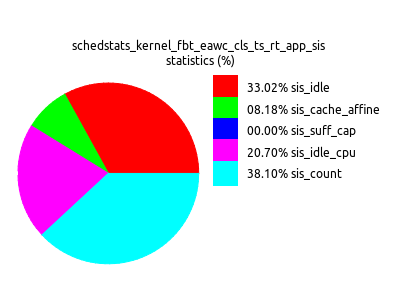 schedstats_kernel_fbt_eawc_cls_ts_rt_app_sis
statistics (%)
33.02% sis_idle
08.18% sis_cache_affine
00.00% sis_suff_cap
20.70% sis_idle_cpu
38.10% sis_count